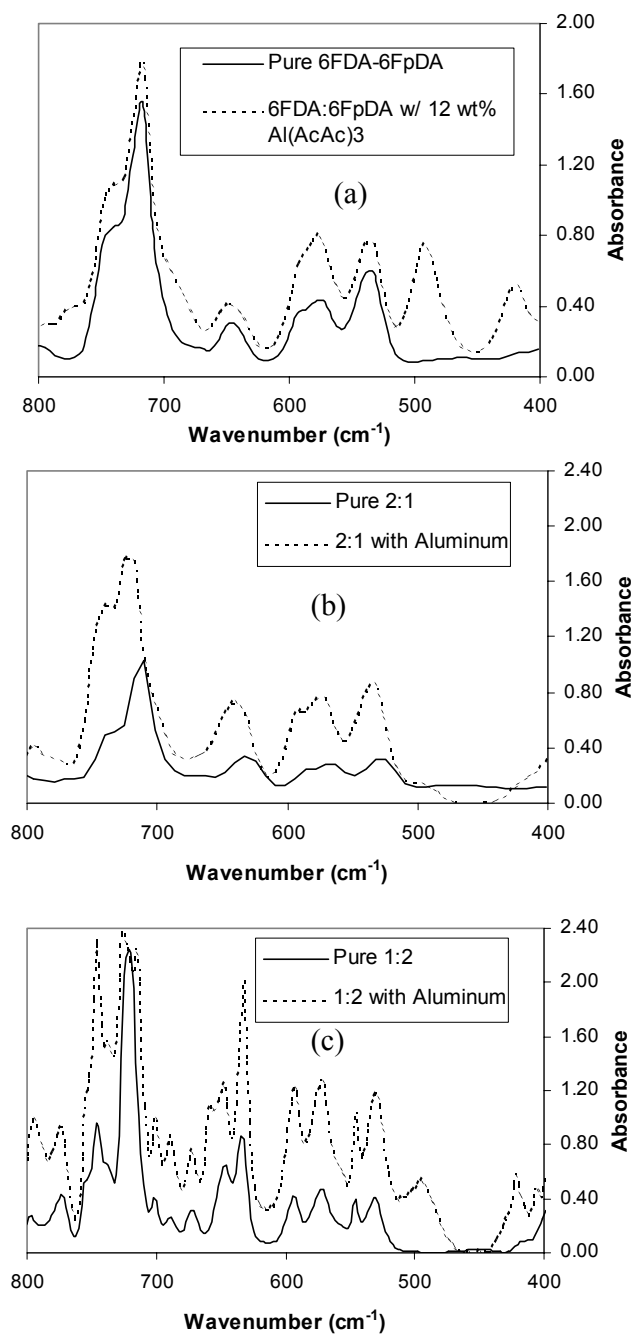 2.00
Pure 6FDA-6FpDA
6FDA:6FpDA w/ 12 wt%
Al(AcAc)3
1.60
1.20
(a)
0.80
0.40
0.00
Absorbance
800 700 600 500 400
Wavenumber (cm-1)
2.40
Pure 2:1
2:1 with Aluminum
2.00
1.60
(b)
1.20
0.80
0.40
0.00
Absorbance
800 700 600 500 400
Wavenumber (cm-1)
2.40
Pure 1:2
1:2 with Aluminum
2.00
(c)
1.60
1.20
0.80
0.40
0.00
Absorbance
800 700 600 500 400
Wavenumber (cm-1)